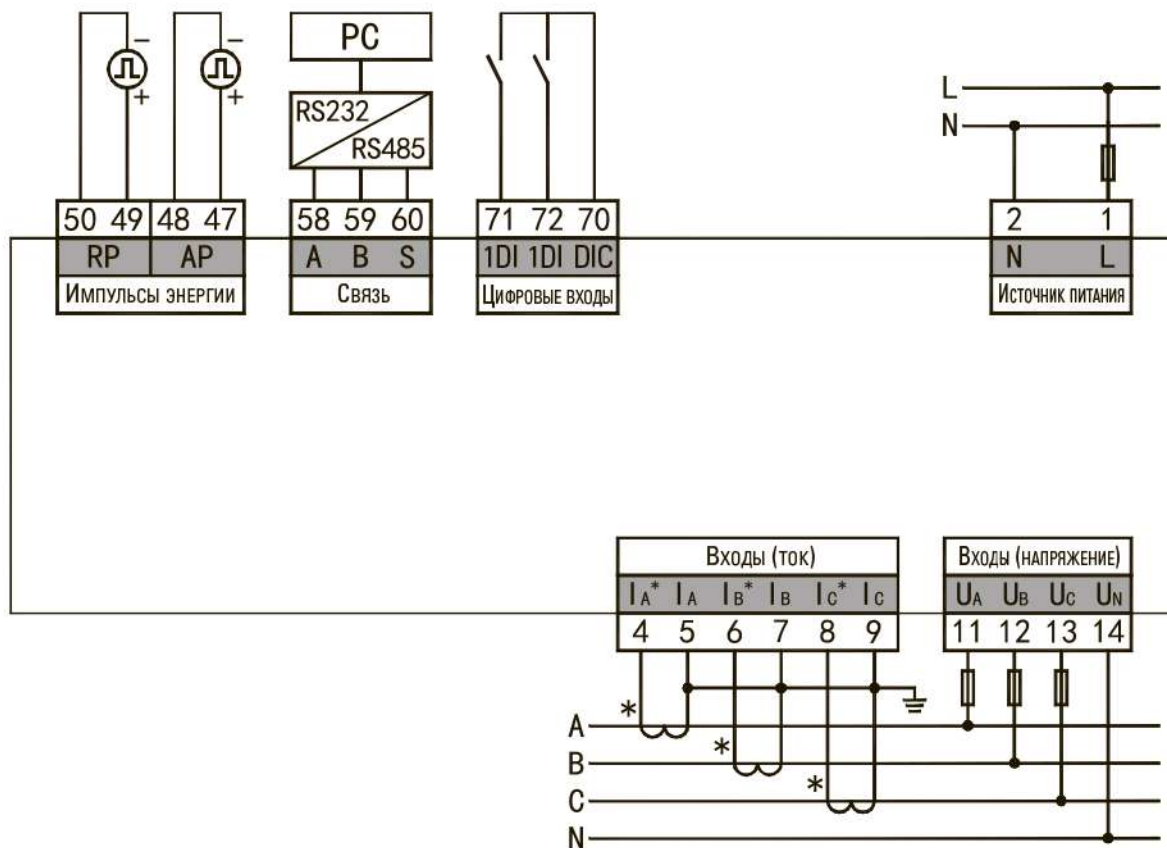 − − PC
+ +
RS232
RS485
L
N
50 49 48 47 58 59 60 71 72 70 2 1
RP AP A B S 1DI 1DI DIC N L
Импульсы энергии Связь Цифровые входы Источник питания
Входы (ток) Входы (напряжение)
IA* IA IB* IB IC* IC UA UB UC UN
4 5 6 7 8 9 11 12 13 14
*
A
*
B
*
C
N